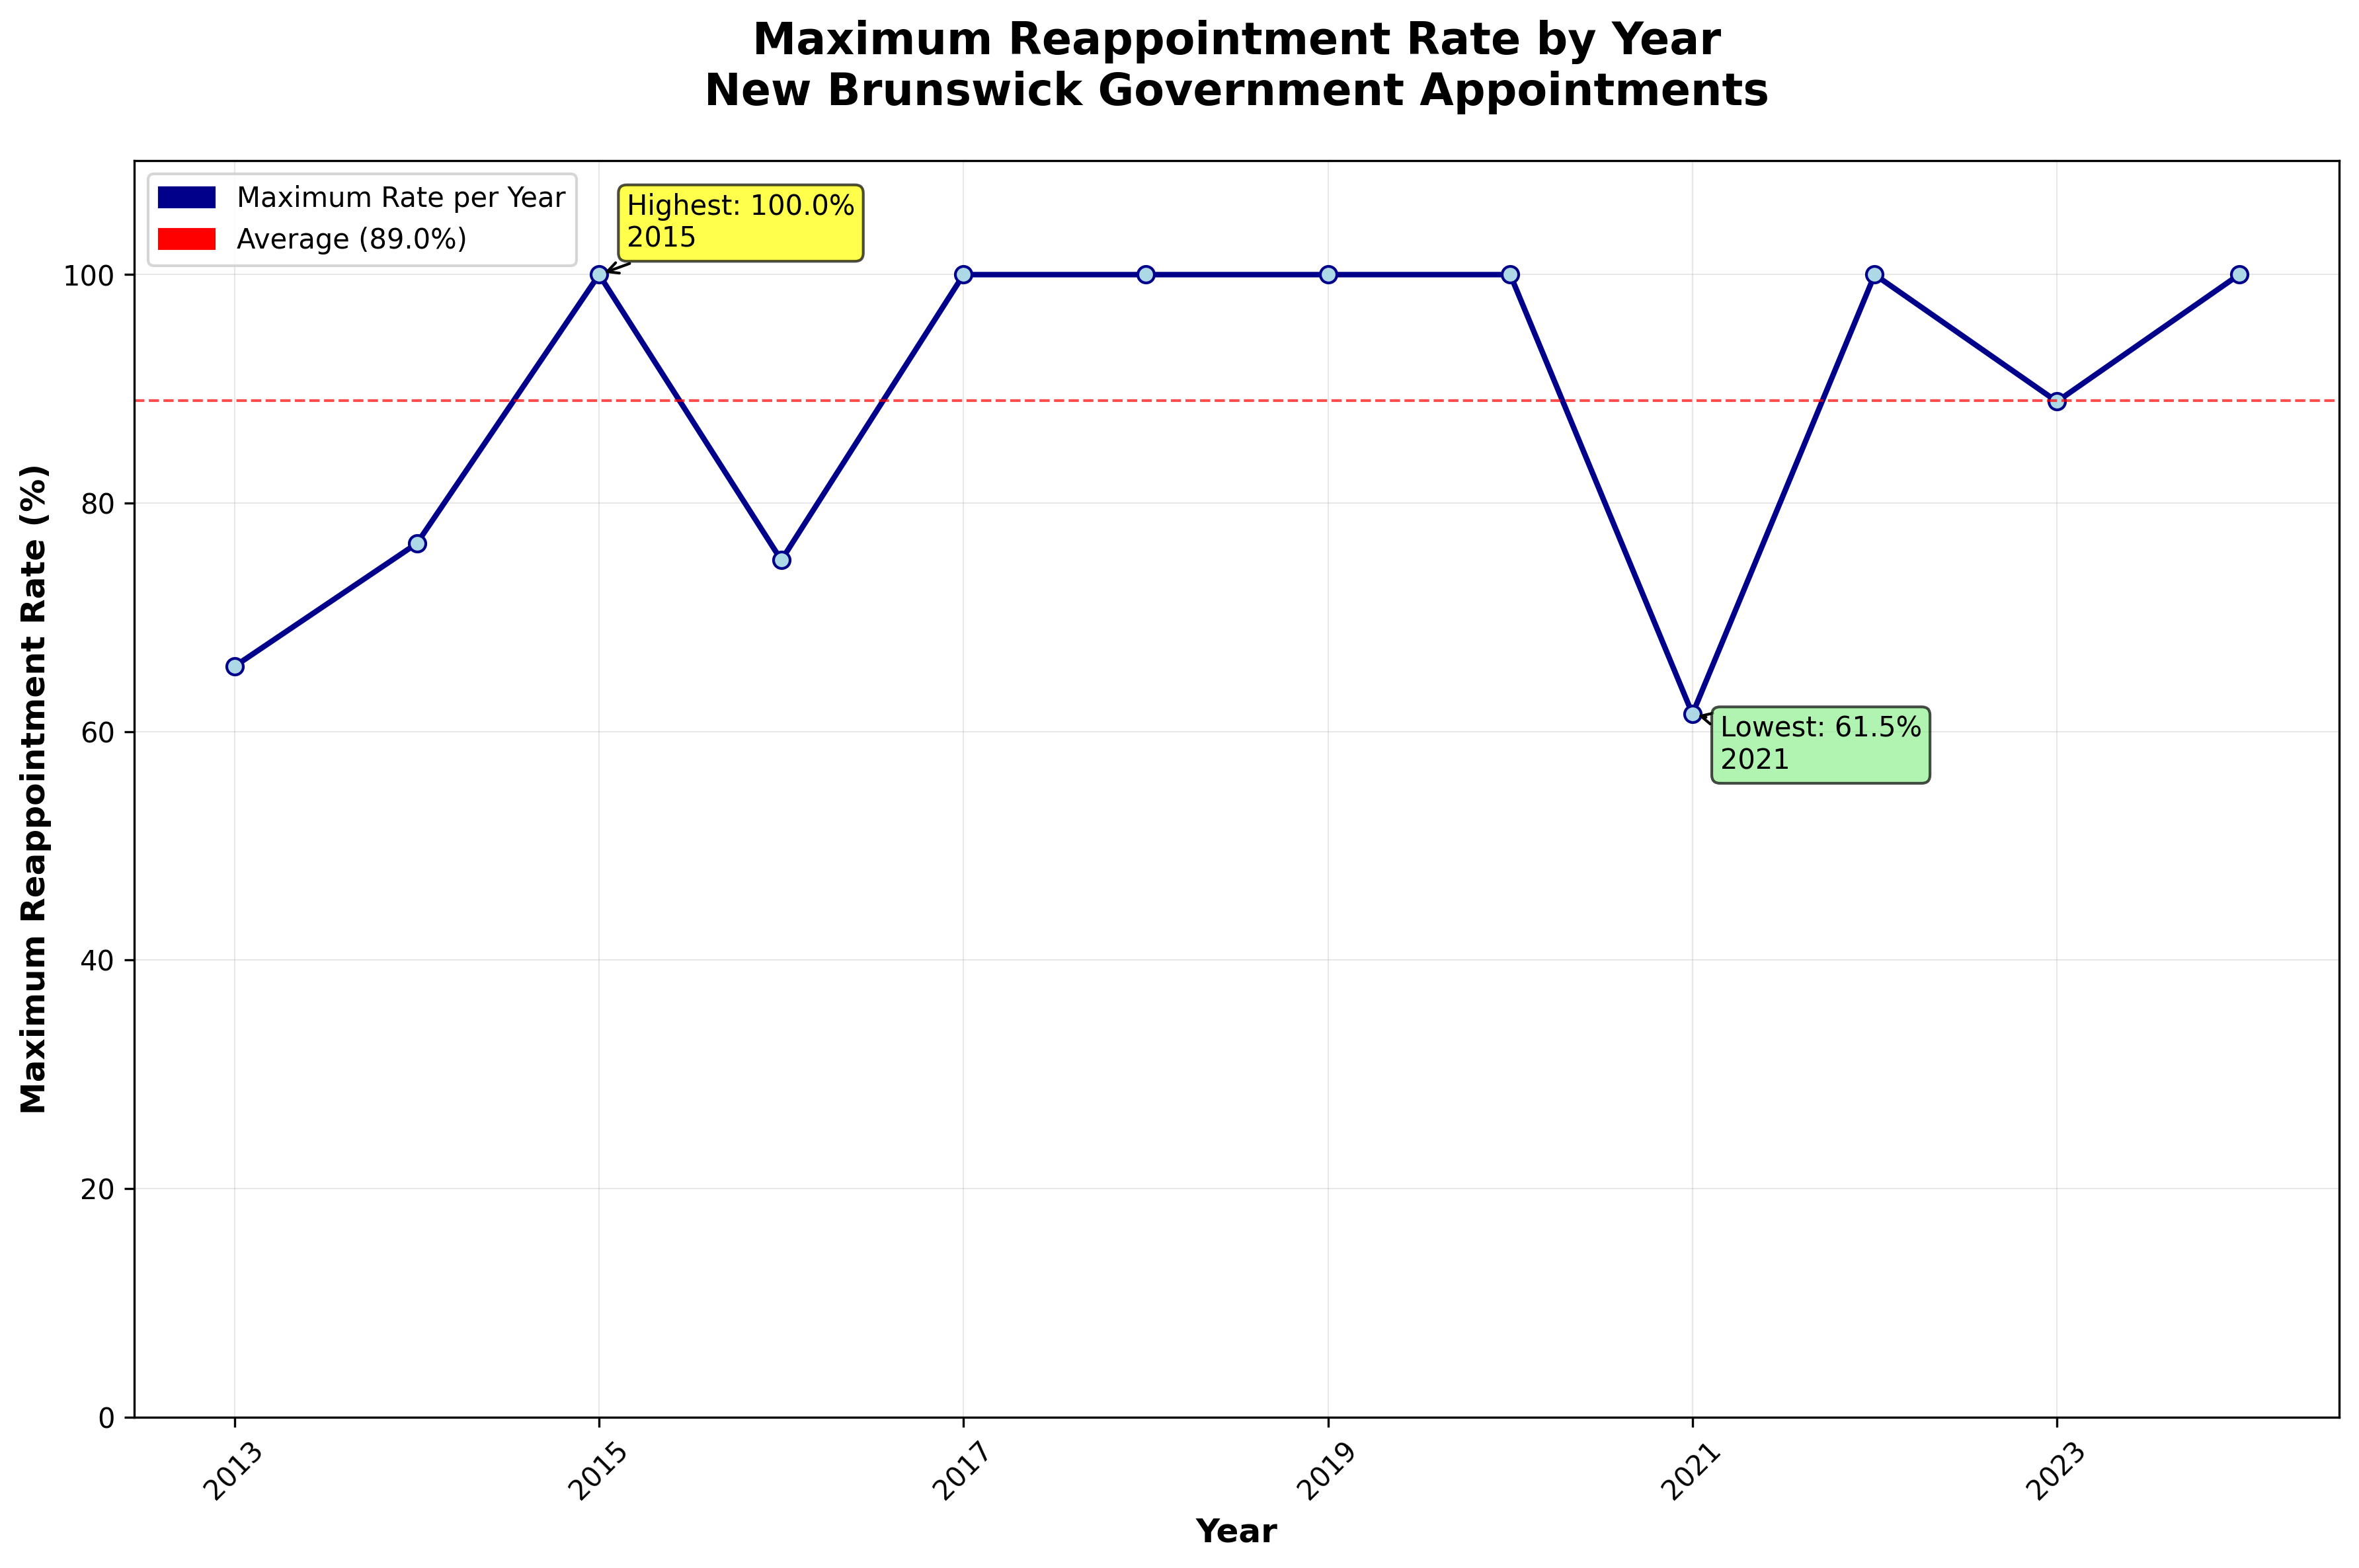 Maximum Reappointment Rate by Year
New Brunswick Government Appointments
Maximum Rate per Year
Average (89.0%)
Highest: 100.0%
2015
Lowest: 61.5%
2021
Maximum Reappointment Rate (%)
100
80
60
40
20
0
2013
2015
2017
2019
2021
2023
Year